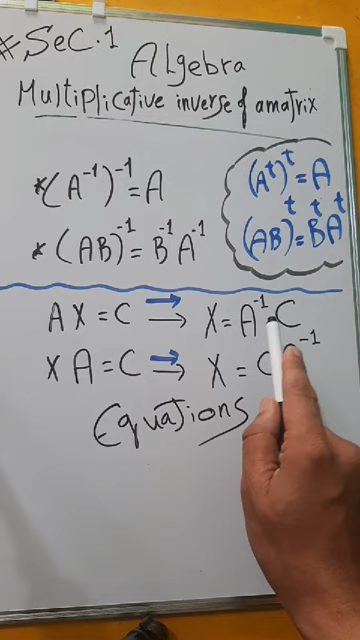 # Sec.1
Algebra
Multiplicative inverse of a matrix
*(A⁻¹)⁻¹=A
(Aᵗ)ᵗ=A
*(AB)⁻¹=B⁻¹A⁻¹
(AB)ᵗ=BᵗAᵗ
AX=C → X=A⁻¹C
XA=C → X=C ⁻¹
Equations